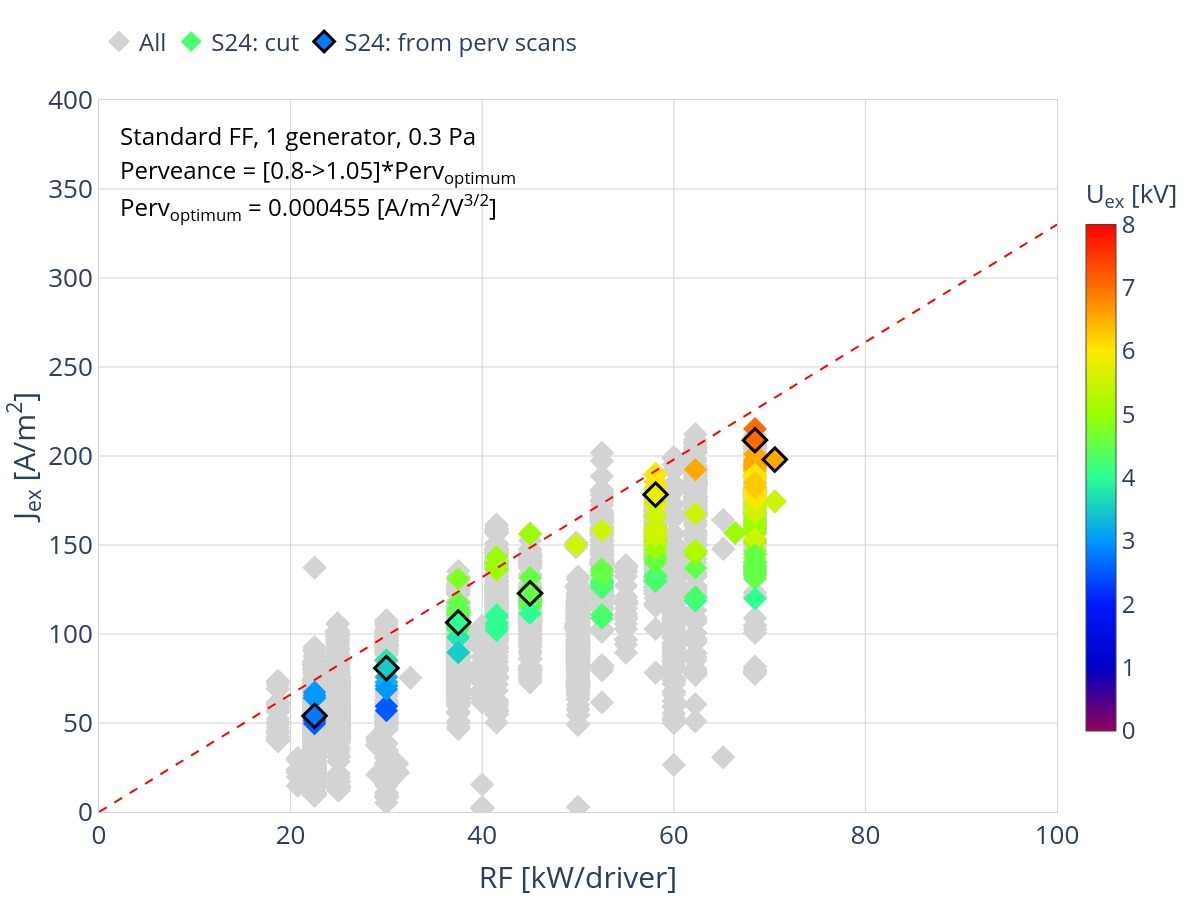 All S24: cut S24: from perv scans
400
Standard FF, 1 generator, 0.3 Pa
Perveance = [0.8->1.05]*Perv_optimum
Perv_optimum = 0.000455 [A/m²/V^3/2]
350
300
250
200
150
100
50
0
J_ex [A/m²]
0 20 40 60 80 100
RF [kW/driver]
U_ex [kV]
8
7
6
5
4
3
2
1
0